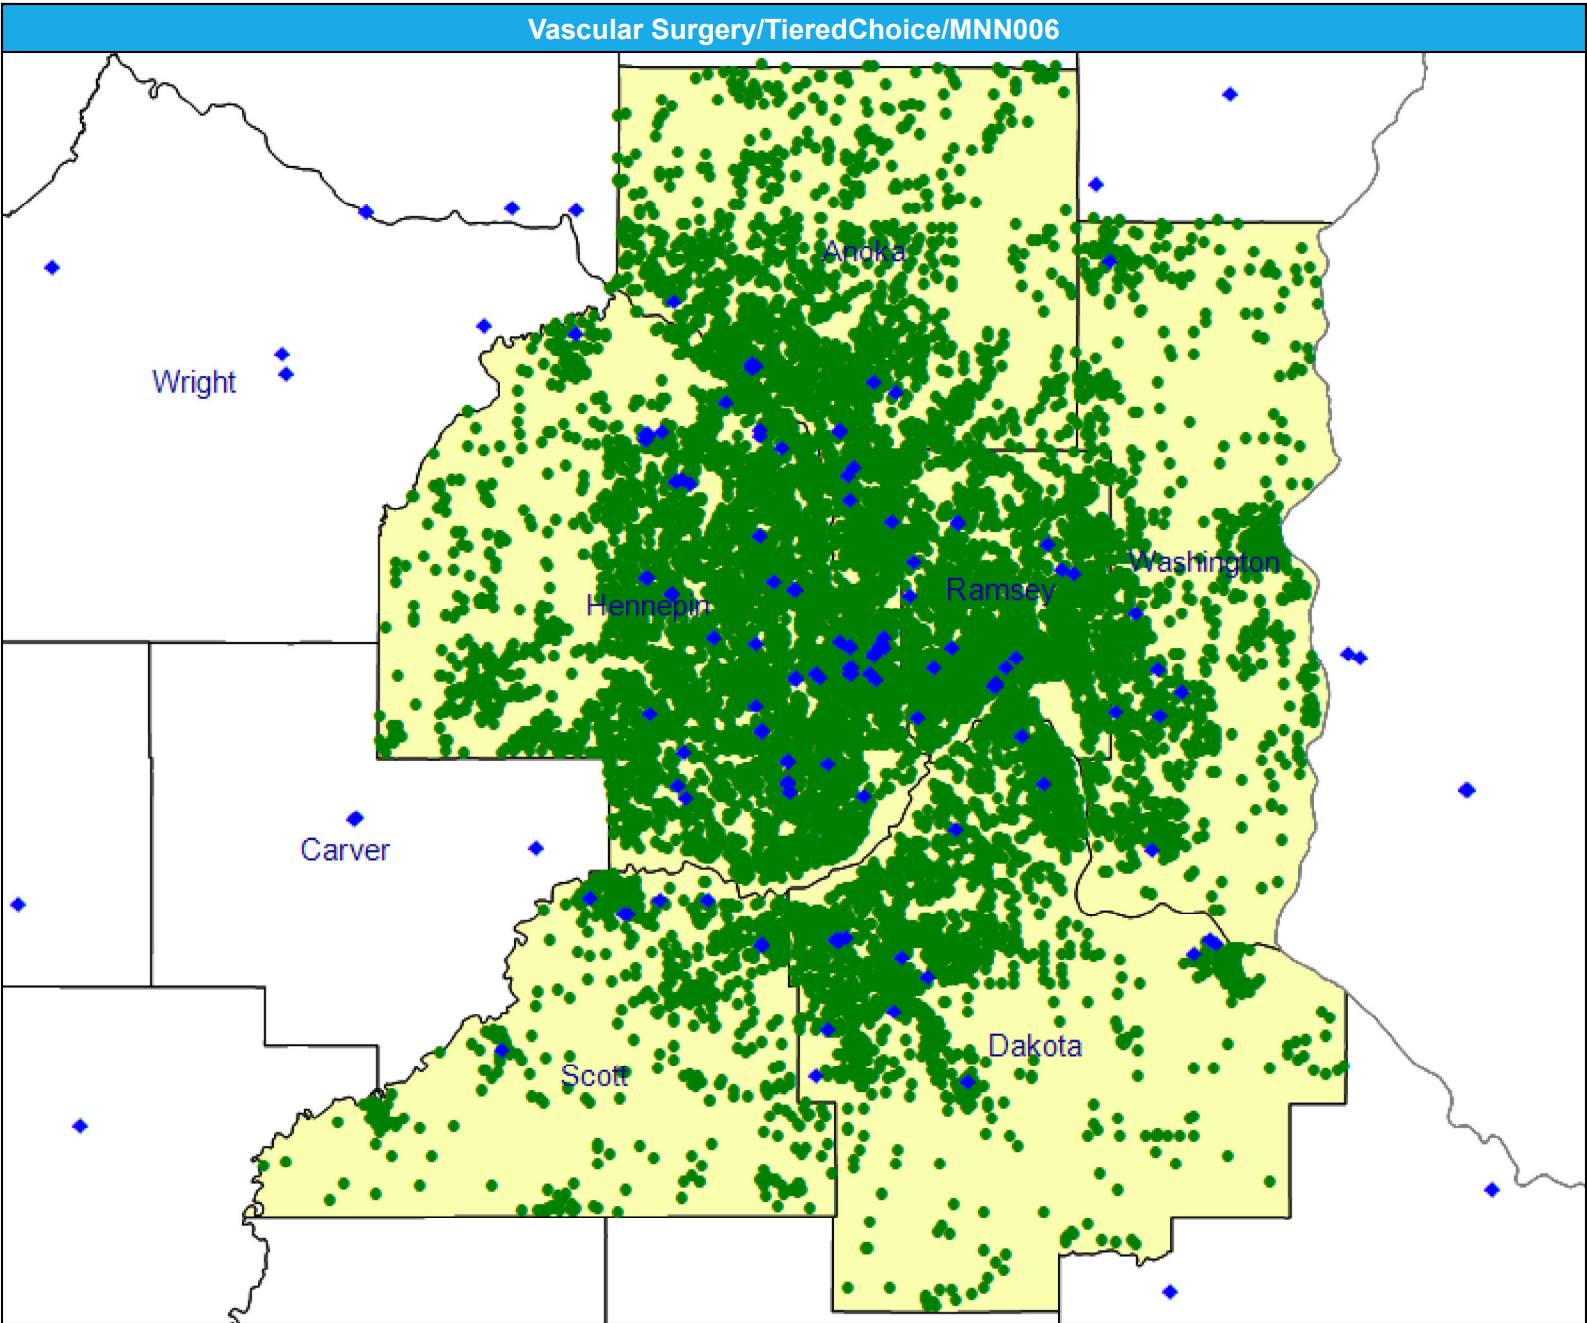 Vascular Surgery/TieredChoice/MNN006
Anoka
Wright
Washington
Ramsey
Hennepin
Carver
Dakota
Scott